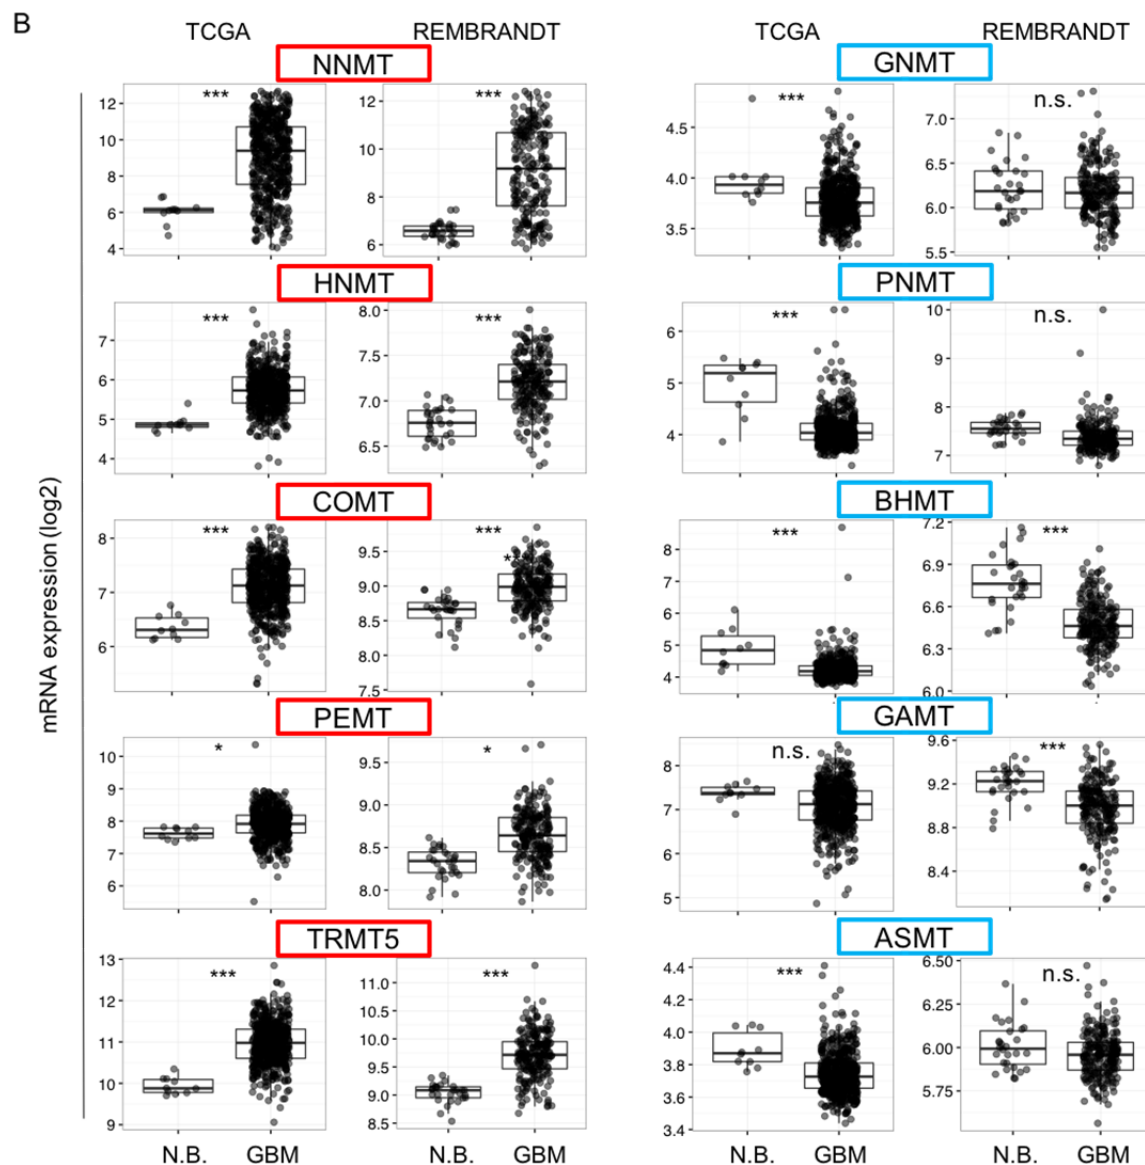 B
TCGA REMBRANDT TCGA REMBRANDT
NNMT GNMT
*** *** *** n.s.
12 10 8 6 4
12 10 8 6
4.5 4.0 3.5
7.0 6.5 6.0 5.5
HNMT PNMT
*** *** *** n.s.
7 6 5 4
8.0 7.5 7.0 6.5
6 5 4
10 9 8 7
COMT BHMT
*** *** *** ***
*
8 7 6
9.5 9.0 8.5 8.0 7.5
8 7 6 5 4
7.2 6.9 6.6 6.3 6.0
PEMT GAMT
* * n.s. ***
10 9 8 7 6
9.5 9.0 8.5 8.0
8 7 6 5
9.6 9.2 8.8 8.4
TRMT5 ASMT
*** *** *** n.s.
13 12 11 10 9
11.0 10.5 10.0 9.5 9.0 8.5
4.4 4.2 4.0 3.8 3.6 3.4
6.50 6.25 6.00 5.75
mRNA expression (log2)
N.B. GBM N.B. GBM N.B. GBM N.B. GBM